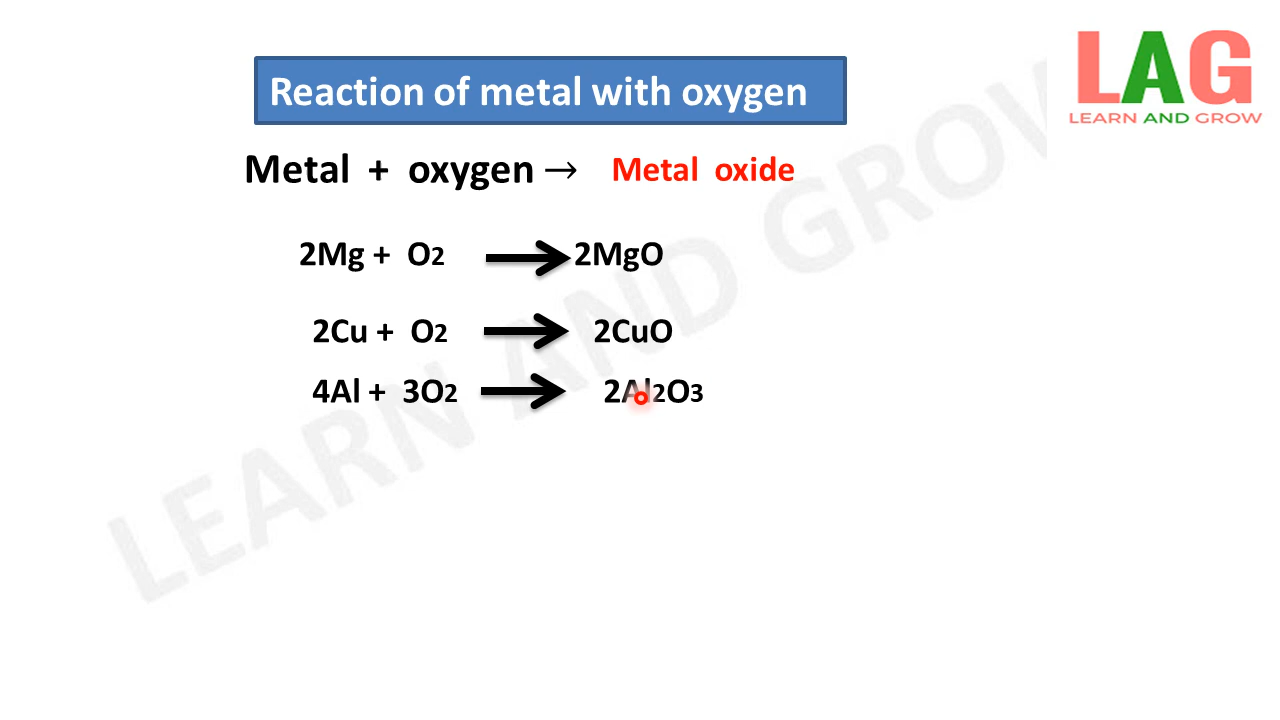 LAG
LEARN AND GROW
Reaction of metal with oxygen
Metal + oxygen → Metal oxide
2Mg + O2 → 2MgO
2Cu + O2 → 2CuO
4Al + 3O2 → 2Al2O3
LEARN AND GROW